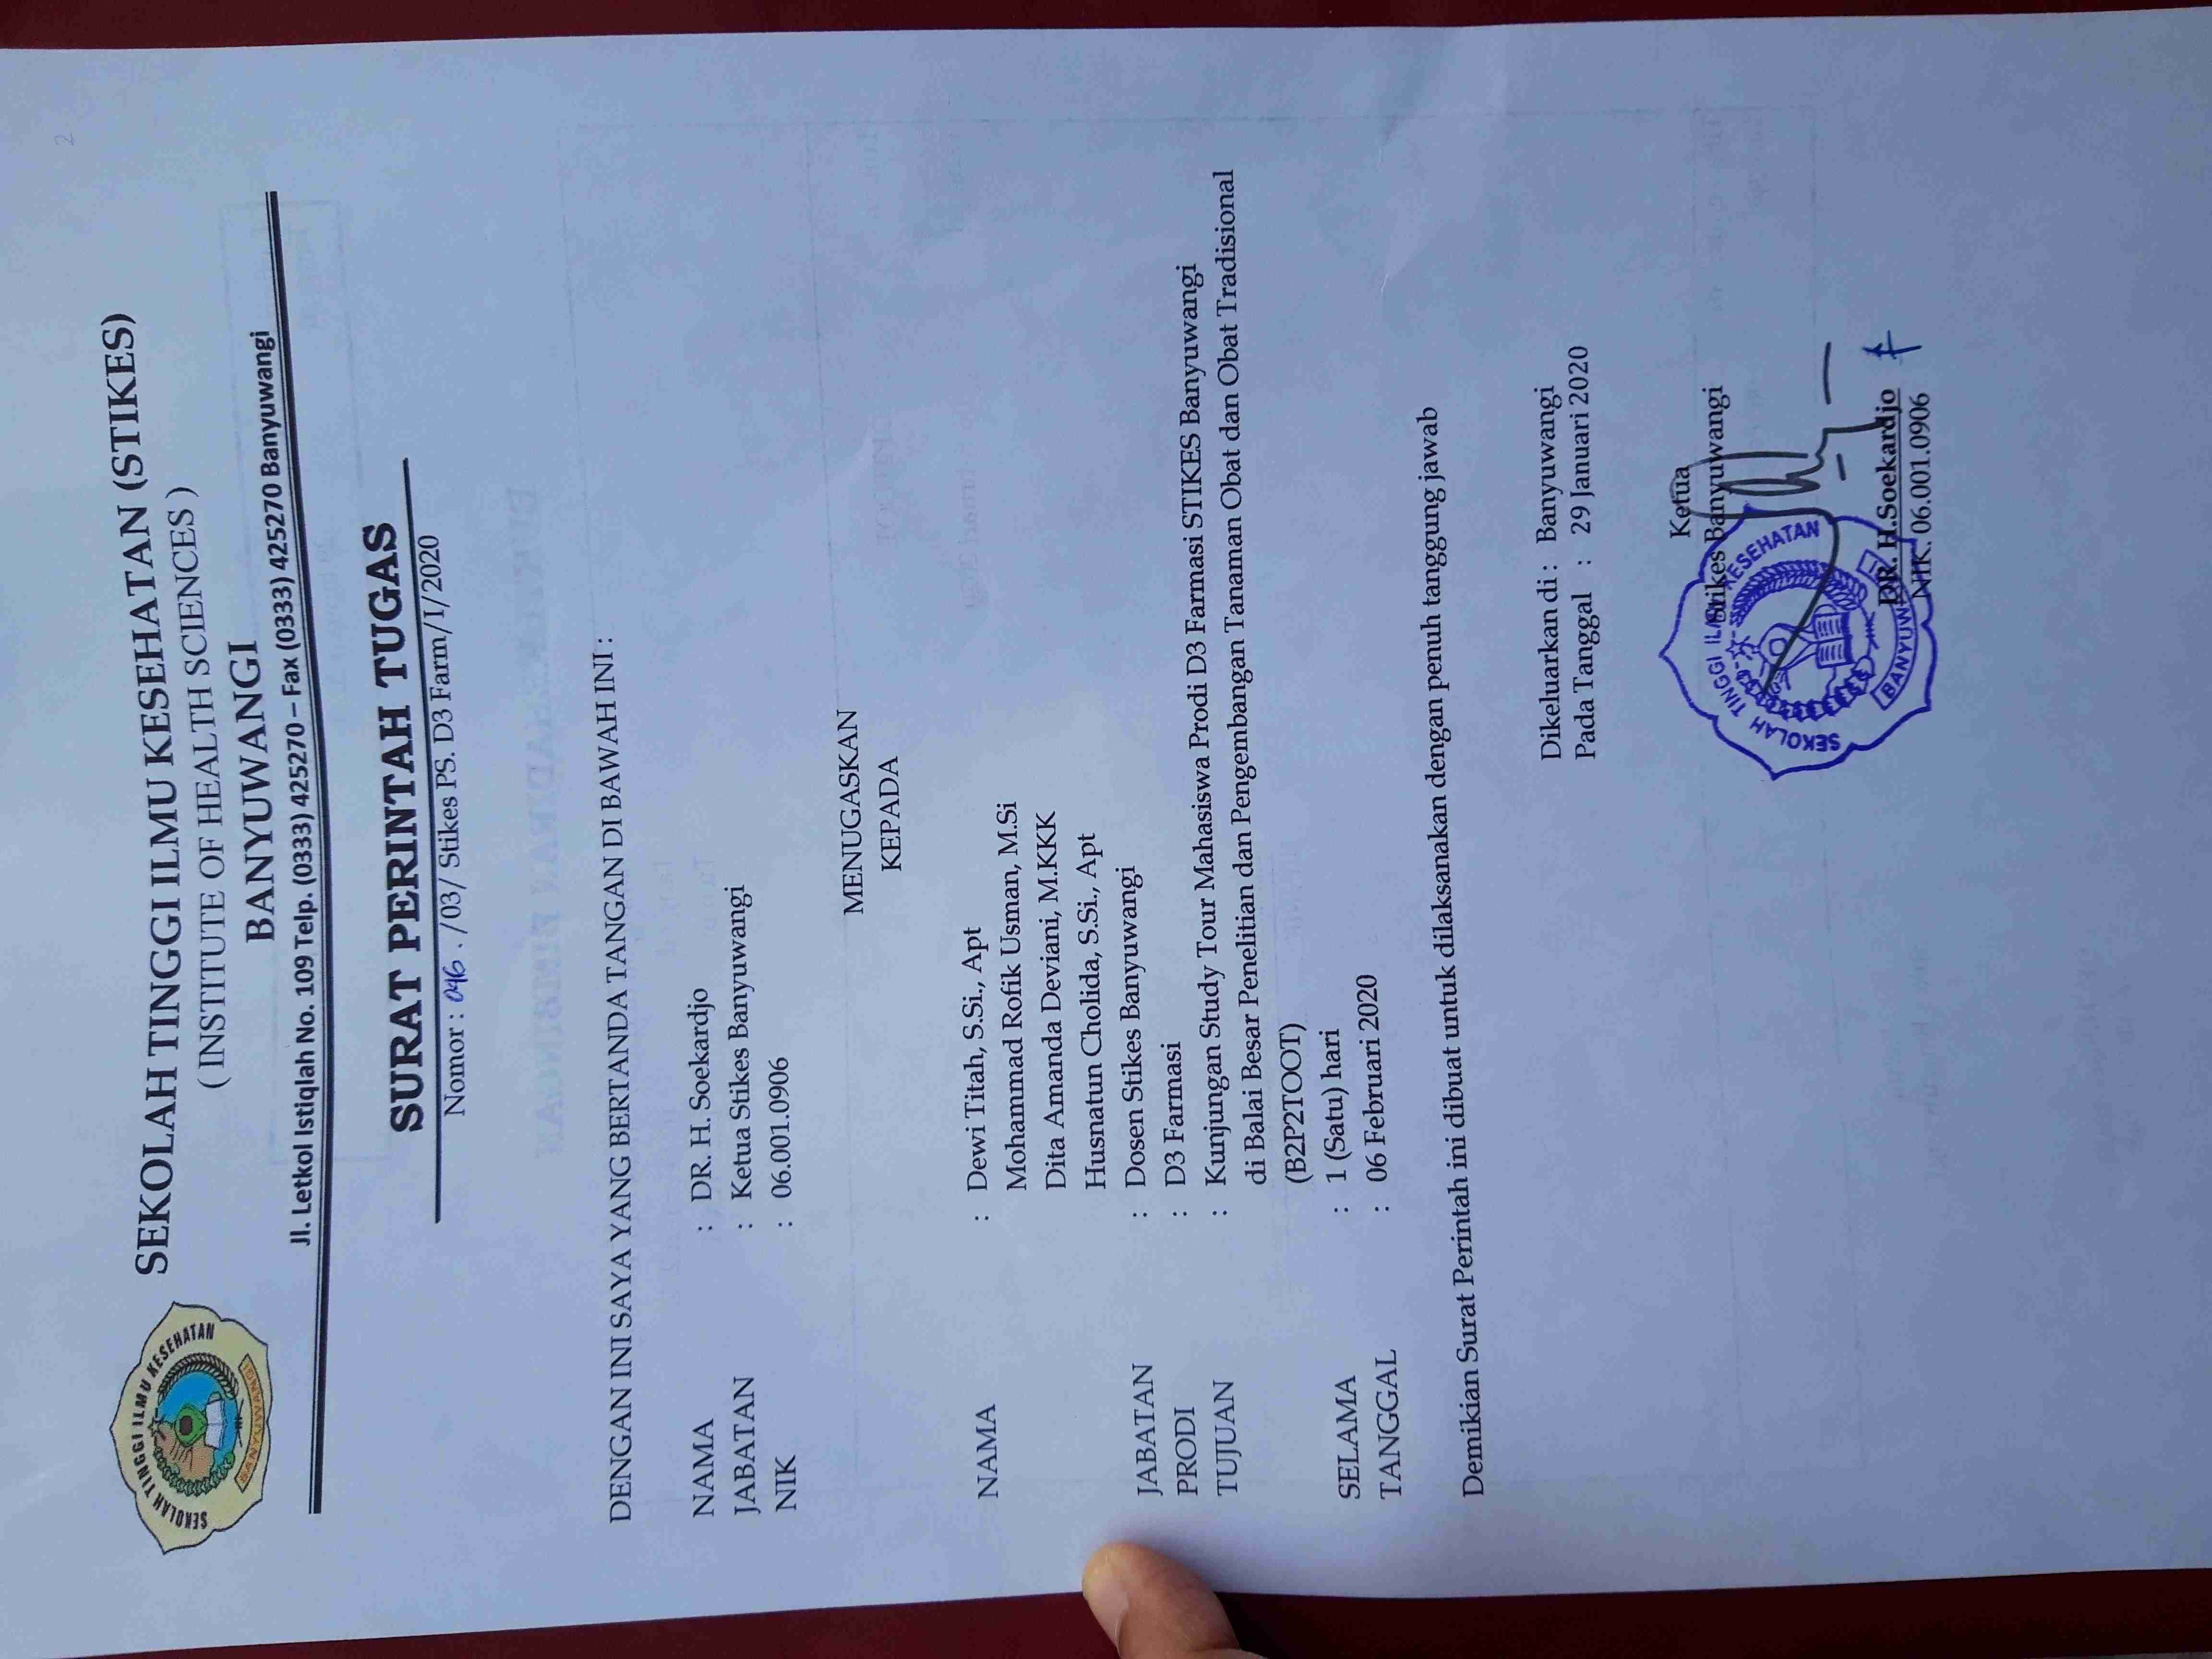 2
SEKOLAH TINGGI ILMU KESEHATAN
BANYUWANGI
SEKOLAH TINGGI ILMU KESEHATAN (STIKES)
( INSTITUTE OF HEALTH SCIENCES )
BANYUWANGI
Jl. Letkol Istiqlah No. 109 Telp. (0333) 425270 – Fax (0333) 425270 Banyuwangi
SURAT PERINTAH TUGAS
Nomor : 046 . /03/ Stikes PS. D3 Farm/I/2020
DENGAN INI SAYA YANG BERTANDA TANGAN DI BAWAH INI :
NAMA : DR. H. Soekardjo
JABATAN : Ketua Stikes Banyuwangi
NIK : 06.001.0906
MENUGASKAN
KEPADA
NAMA : Dewi Titah, S.Si., Apt
Mohammad Rofik Usman, M.Si
Dita Amanda Deviani, M.KKK
Husnatun Cholida, S.Si., Apt
JABATAN : Dosen Stikes Banyuwangi
PRODI : D3 Farmasi
TUJUAN : Kunjungan Study Tour Mahasiswa Prodi D3 Farmasi STIKES Banyuwangi
di Balai Besar Penelitian dan Pengembangan Tanaman Obat dan Obat Tradisional
(B2P2TOOT)
SELAMA : 1 (Satu) hari
TANGGAL : 06 Februari 2020
Demikian Surat Perintah ini dibuat untuk dilaksanakan dengan penuh tanggung jawab
Dikeluarkan di : Banyuwangi
Pada Tanggal : 29 Januari 2020
Ketua
Stikes Banyuwangi
SEKOLAH TINGGI ILMU KESEHATAN
BANYUWANGI
DR. H.Soekardjo
NIK. 06.001.0906